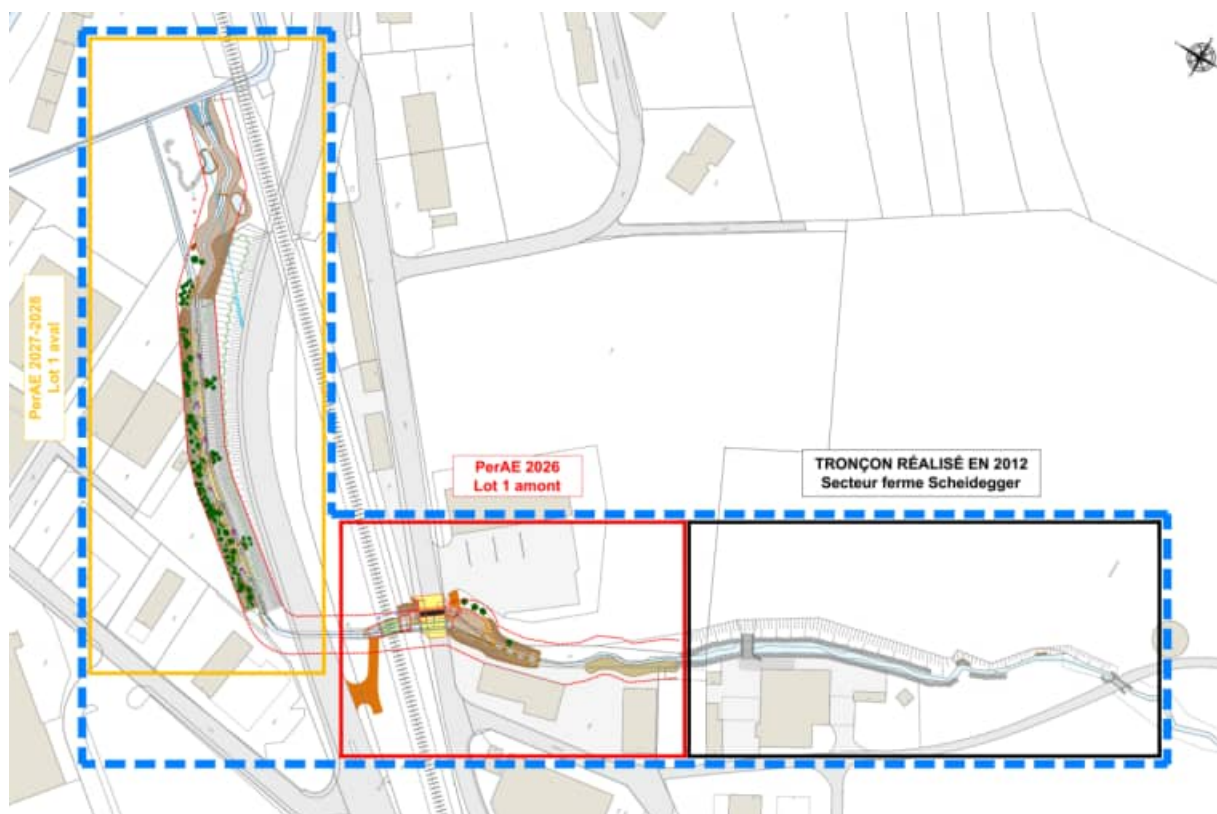 PerAE 2027-2028
Lot 1 aval
PerAE 2026
Lot 1 amont
TRONÇON RÉALISÉ EN 2012
Secteur ferme Scheidegger